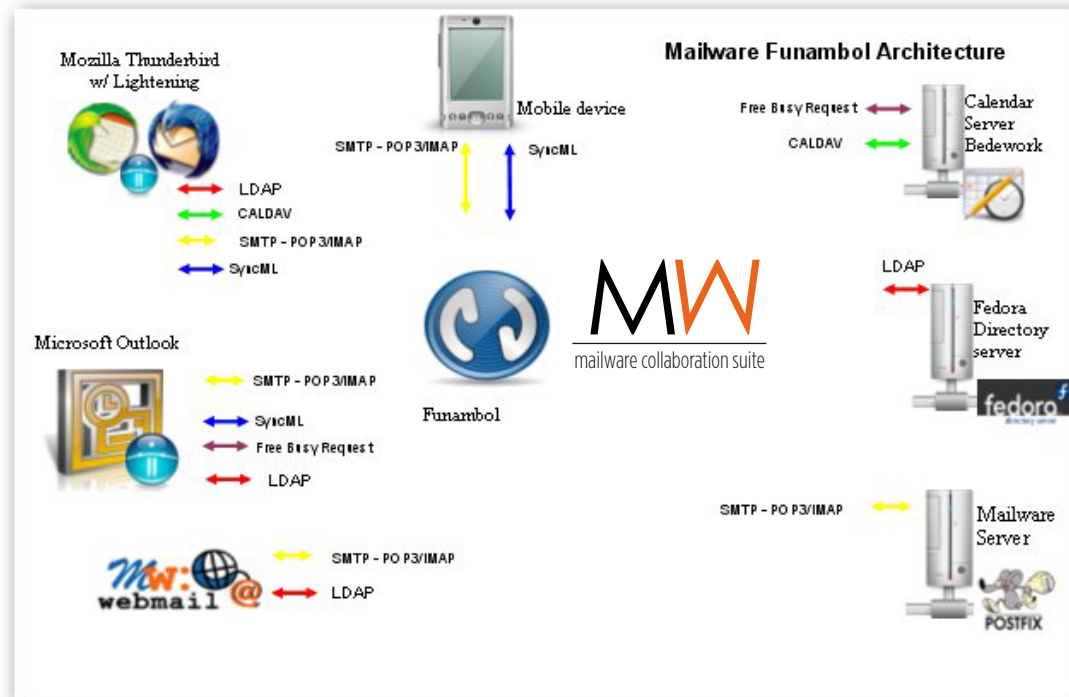 Mailware Funambol Architecture
Mozilla Thunderbird
w/ Lightening
LDAP
CALDAV
SMTP - POP3/IMAP
SyncML
Mobile device
SMTP - POP3/IMAP
SyncML
Free Busy Request
CALDAV
Calendar
Server
Bedework
MW
mailware collaboration suite
Funambol
LDAP
Fedora
Directory
server
fedora
directory server
Microsoft Outlook
SMTP - POP3/IMAP
SyncML
Free Busy Request
LDAP
MW:
webmail
@
SMTP - POP3/IMAP
LDAP
SMTP - POP3/IMAP
Mailware
Server
POSTFIX